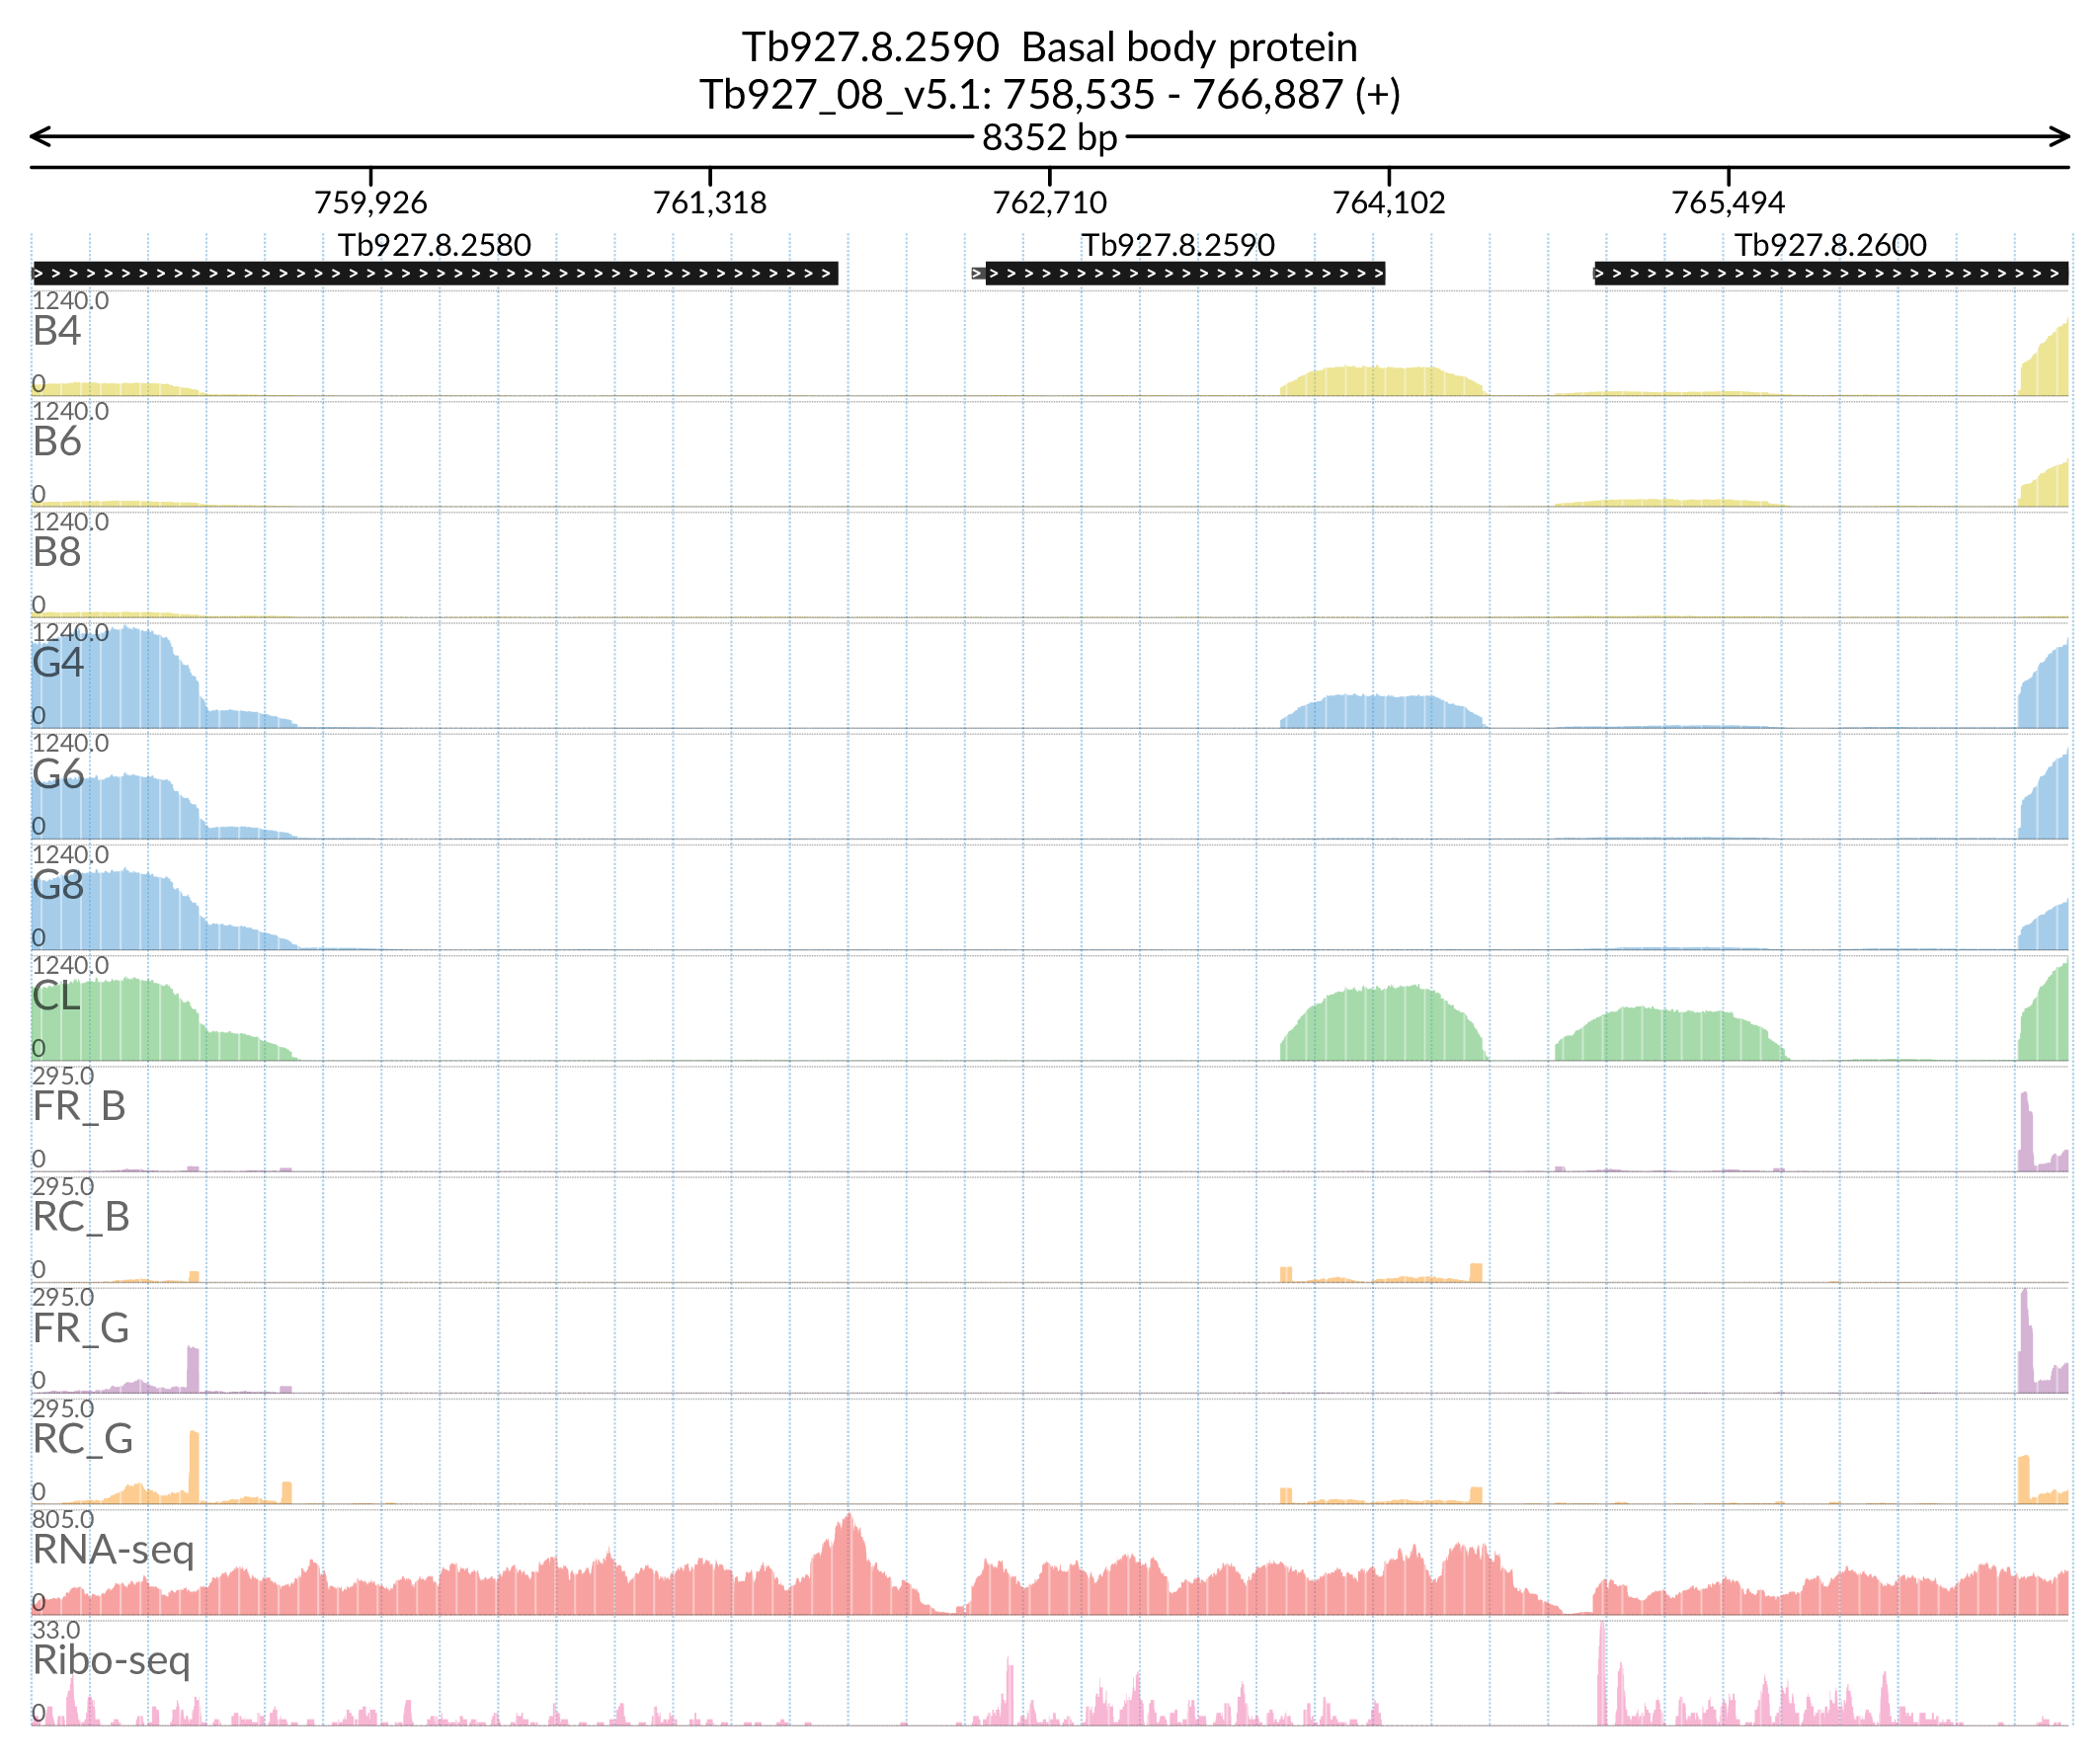 Tb927.8.2590 Basal body protein
Tb927_08_v5.1: 758,535 - 766,887 (+)
8352 bp
759,926 761,318 762,710 764,102 765,494
Tb927.8.2580 Tb927.8.2590 Tb927.8.2600
1240.0
B4
0
1240.0
B6
0
1240.0
B8
0
1240.0
G4
0
1240.0
G6
0
1240.0
G8
0
1240.0
CL
0
295.0
FR_B
0
295.0
RC_B
0
295.0
FR_G
0
295.0
RC_G
0
805.0
RNA-seq
0
33.0
Ribo-seq
0